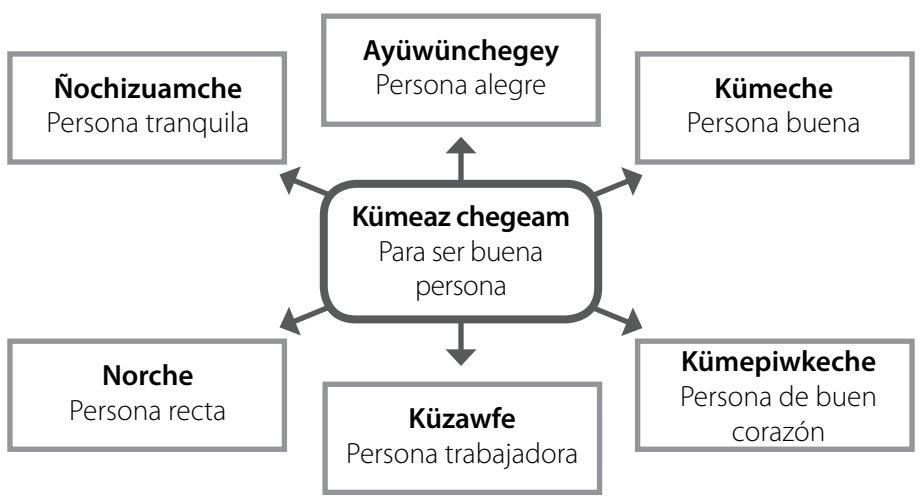 Ayüwünchegey
Persona alegre
Ñochizuamche
Persona tranquila
Kümeche
Persona buena
Kümeaz chegeam
Para ser buena
persona
Norche
Persona recta
Küzawfe
Persona trabajadora
Kümepiwkeche
Persona de buen
corazón